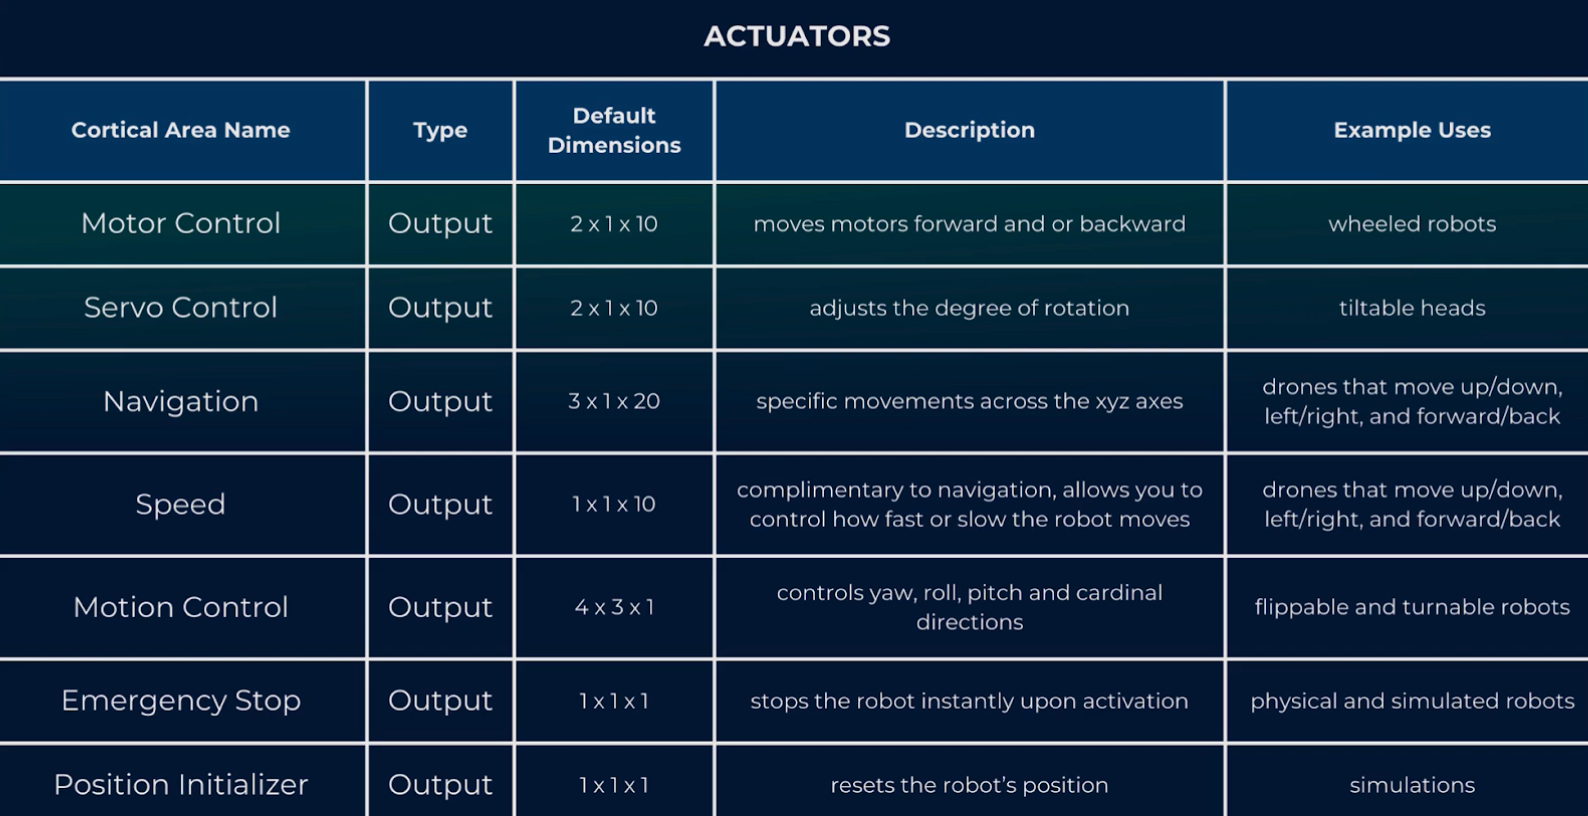 ACTUATORS
Cortical Area Name
Type
Default
Dimensions
Description
Example Uses
Motor Control
Output
2 x 1 x 10
moves motors forward and or backward
wheeled robots
Servo Control
Output
2 x 1 x 10
adjusts the degree of rotation
tiltable heads
Navigation
Output
3 x 1 x 20
specific movements across the xyz axes
drones that move up/down,
left/right, and forward/back
Speed
Output
1 x 1 x 10
complimentary to navigation, allows you to
control how fast or slow the robot moves
drones that move up/down,
left/right, and forward/back
Motion Control
Output
4 x 3 x 1
controls yaw, roll, pitch and cardinal
directions
flippable and turnable robots
Emergency Stop
Output
1 x 1 x 1
stops the robot instantly upon activation
physical and simulated robots
Position Initializer
Output
1 x 1 x 1
resets the robot's position
simulations